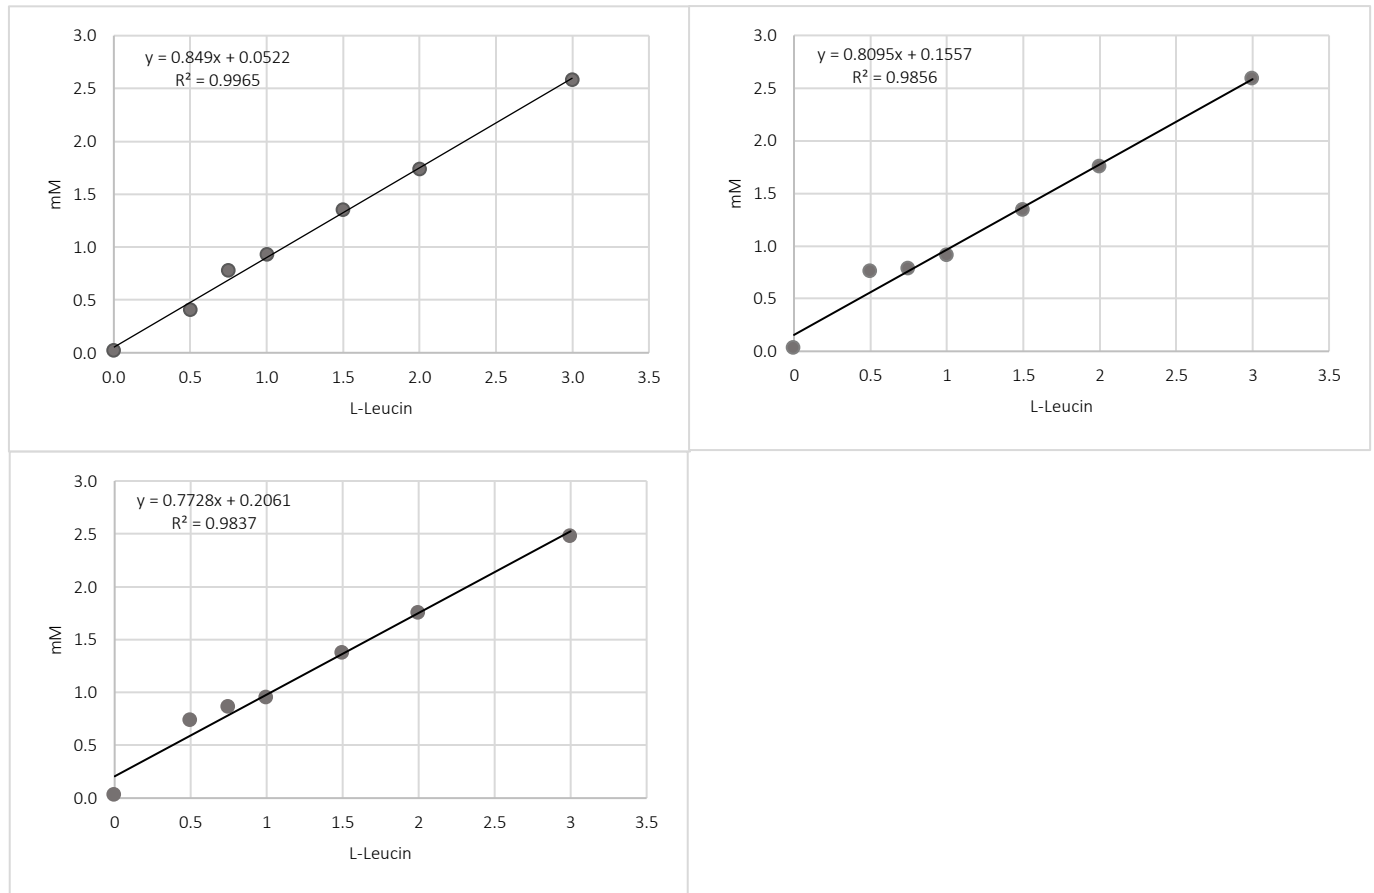 3.0
y = 0.849x + 0.0522
R² = 0.9965
2.5
2.0
mM
1.5
1.0
0.5
0.0
0.0 0.5 1.0 1.5 2.0 2.5 3.0 3.5
L-Leucin
3.0
y = 0.8095x + 0.1557
R² = 0.9856
2.5
2.0
mM
1.5
1.0
0.5
0.0
0 0.5 1 1.5 2 2.5 3 3.5
L-Leucin
3.0
y = 0.7728x + 0.2061
R² = 0.9837
2.5
2.0
mM
1.5
1.0
0.5
0.0
0 0.5 1 1.5 2 2.5 3 3.5
L-Leucin